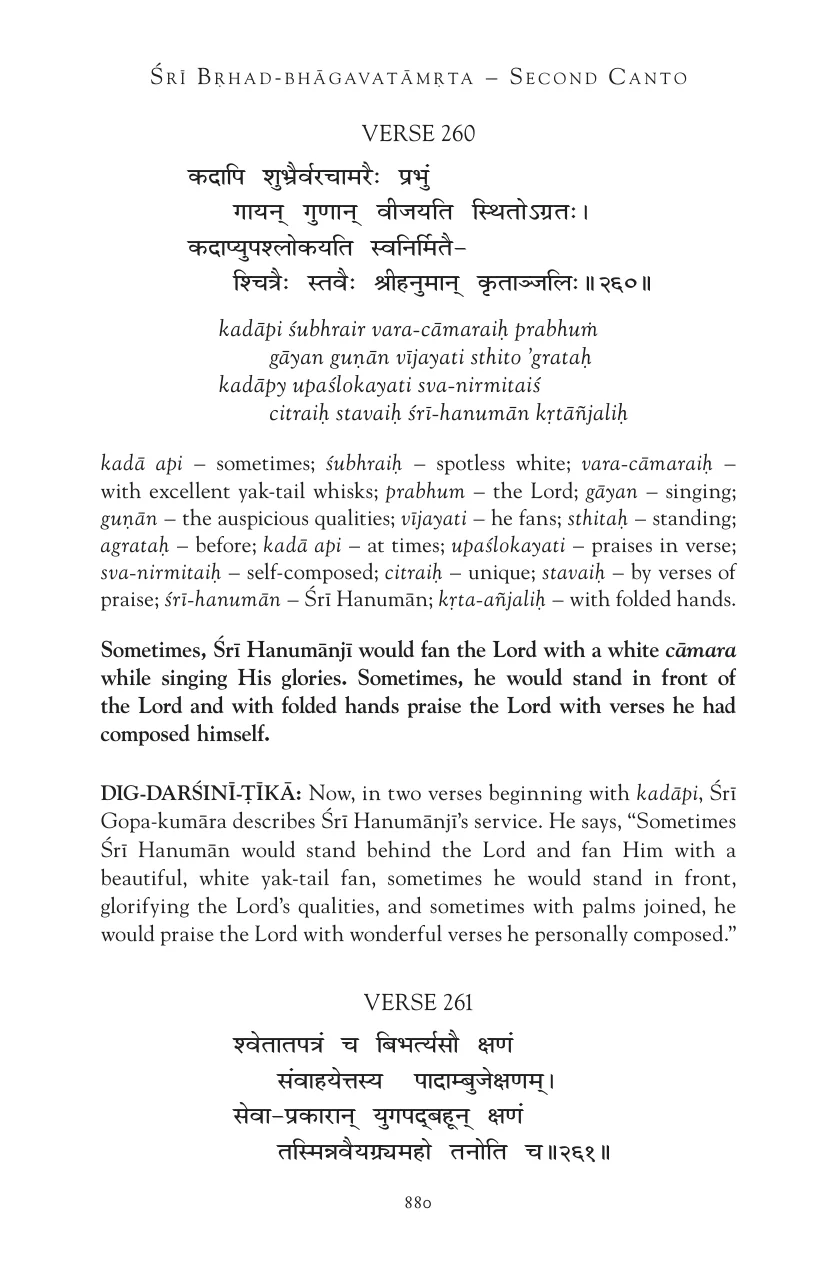 Śrī Bṛhad-bhāgavatāmṛta – Second Canto
VERSE 260
कदापि शुभ्रैर्वरचामरैः प्रभुं
गायन् गुणान् वीजयति स्थितोऽग्रतः।
कदाप्युपश्लोकयति स्वनिर्मितै–
श्चित्रैः स्तवैः श्रीहनुमान् कृताञ्जलिः॥२६०॥
kadāpi śubhrair vara-cāmaraiḥ prabhuṁ
gāyan guṇān vījayati sthito ’grataḥ
kadāpy upaślokayati sva-nirmitaiś
citraiḥ stavaiḥ śrī-hanumān kṛtāñjaliḥ
kadā api – sometimes; śubhraiḥ – spotless white; vara-cāmaraiḥ –
with excellent yak-tail whisks; prabhum – the Lord; gāyan – singing;
guṇān – the auspicious qualities; vījayati – he fans; sthitaḥ – standing;
agrataḥ – before; kadā api – at times; upaślokayati – praises in verse;
sva-nirmitaiḥ – self-composed; citraiḥ – unique; stavaiḥ – by verses of
praise; śrī-hanumān – Śrī Hanumān; kṛta-añjaliḥ – with folded hands.
Sometimes, Śrī Hanumānjī would fan the Lord with a white cāmara
while singing His glories. Sometimes, he would stand in front of
the Lord and with folded hands praise the Lord with verses he had
composed himself.
DIG-DARŚINĪ-ṬĪKĀ: Now, in two verses beginning with kadāpi, Śrī
Gopa-kumāra describes Śrī Hanumānjī’s service. He says, “Sometimes
Śrī Hanumān would stand behind the Lord and fan Him with a
beautiful, white yak-tail fan, sometimes he would stand in front,
glorifying the Lord’s qualities, and sometimes with palms joined, he
would praise the Lord with wonderful verses he personally composed.”
VERSE 261
श्वेतातपत्रं च बिभर्त्यसौ क्षणं
संवाहयेत्तस्य पादाम्बुजेक्षणम्।
सेवा–प्रकारान् युगपद्बहून् क्षणं
तस्मिन्नवैयग्र्यमहो तनोति च॥२६१॥
880